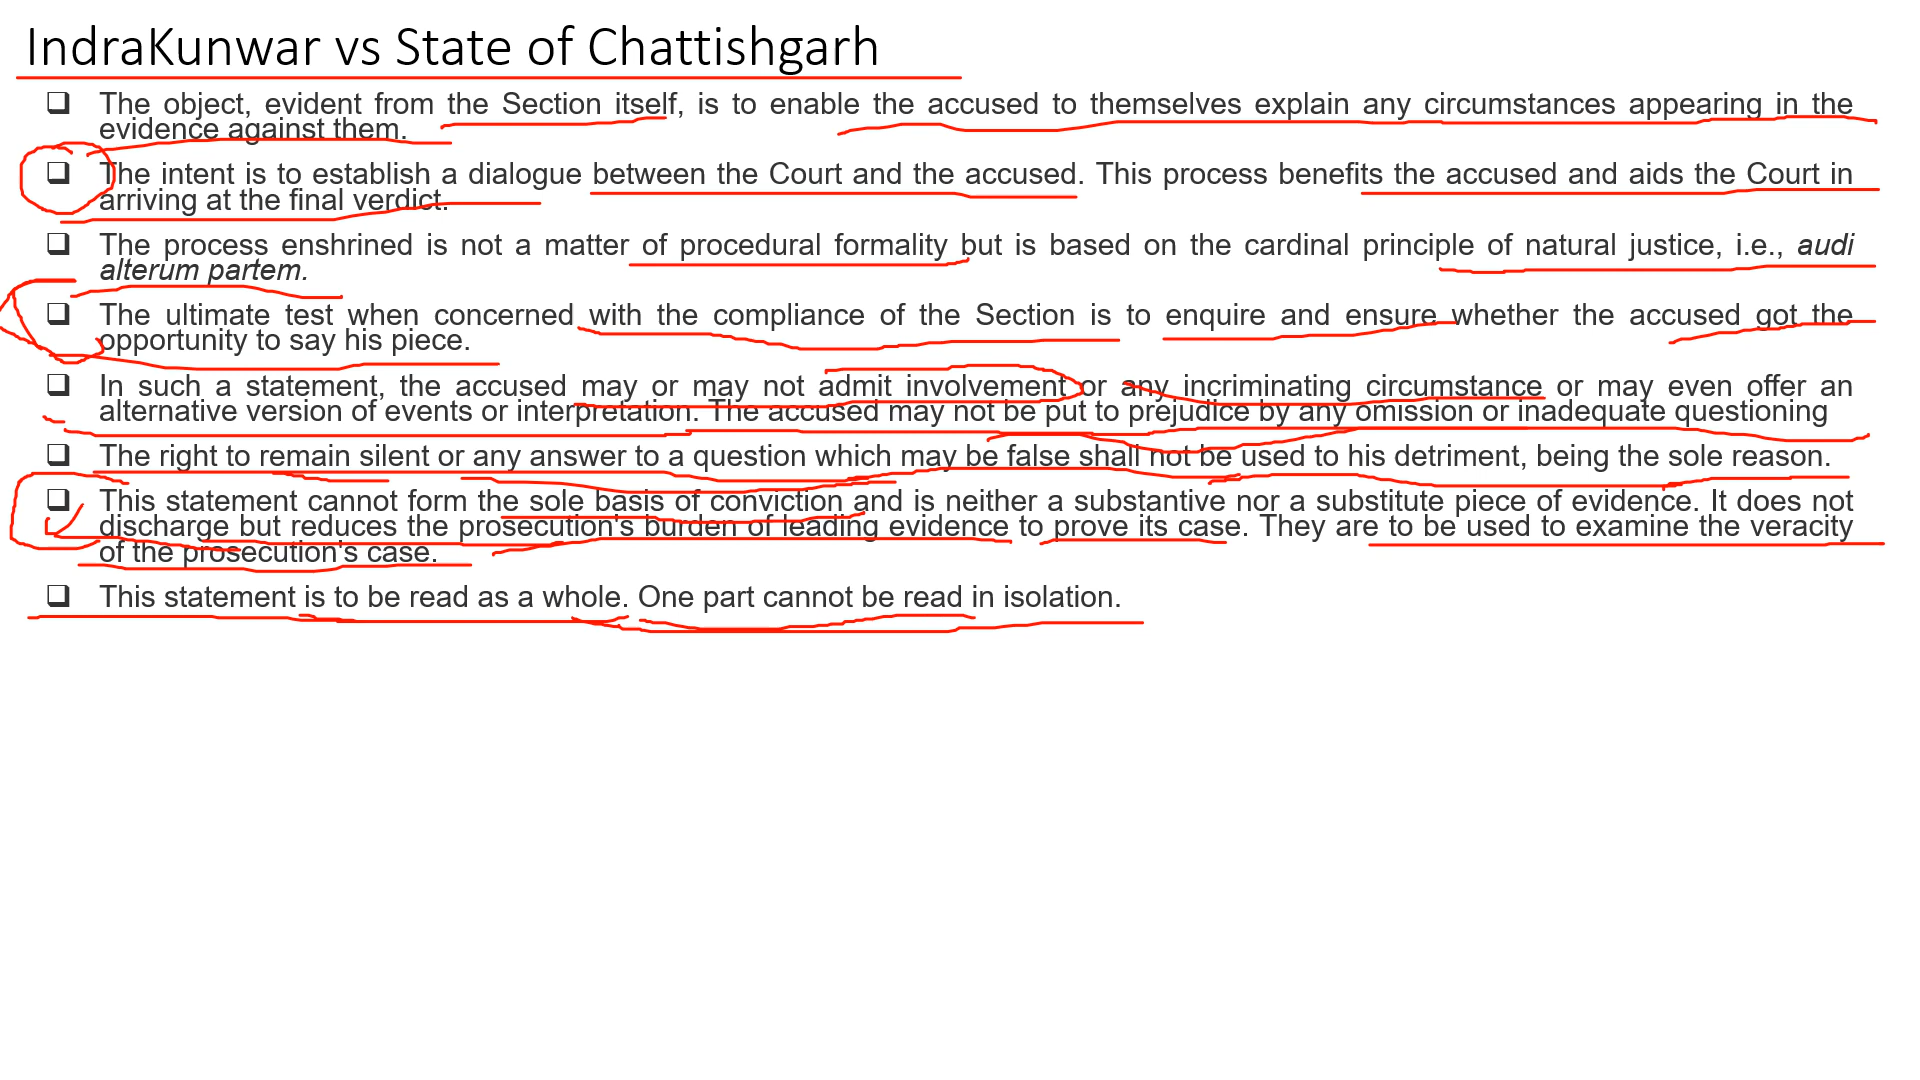 IndraKunwar vs State of Chattishgarh
❑ The object, evident from the Section itself, is to enable the accused to themselves explain any circumstances appearing in the
evidence against them.
❑ The intent is to establish a dialogue between the Court and the accused. This process benefits the accused and aids the Court in
arriving at the final verdict.
❑ The process enshrined is not a matter of procedural formality but is based on the cardinal principle of natural justice, i.e., audi
alterum partem.
❑ The ultimate test when concerned with the compliance of the Section is to enquire and ensure whether the accused got the
opportunity to say his piece.
❑ In such a statement, the accused may or may not admit involvement or any incriminating circumstance or may even offer an
alternative version of events or interpretation. The accused may not be put to prejudice by any omission or inadequate questioning
❑ The right to remain silent or any answer to a question which may be false shall not be used to his detriment, being the sole reason.
❑ This statement cannot form the sole basis of conviction and is neither a substantive nor a substitute piece of evidence. It does not
discharge but reduces the prosecution's burden of leading evidence to prove its case. They are to be used to examine the veracity
of the prosecution's case.
❑ This statement is to be read as a whole. One part cannot be read in isolation.